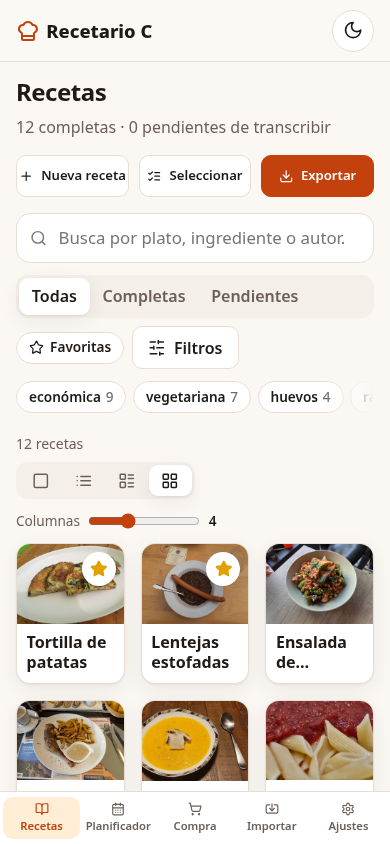 Recetario C
Recetas
12 completas · 0 pendientes de transcribir
Nueva receta
Seleccionar
Exportar
Busca por plato, ingrediente o autor.
Todas
Completas
Pendientes
Favoritas
Filtros
económica 9
vegetariana 7
huevos 4
12 recetas
Columnas
4
Tortilla de
patatas
Lentejas
estofadas
Ensalada
de...
Recetas
Planificador
Compra
Importar
Ajustes